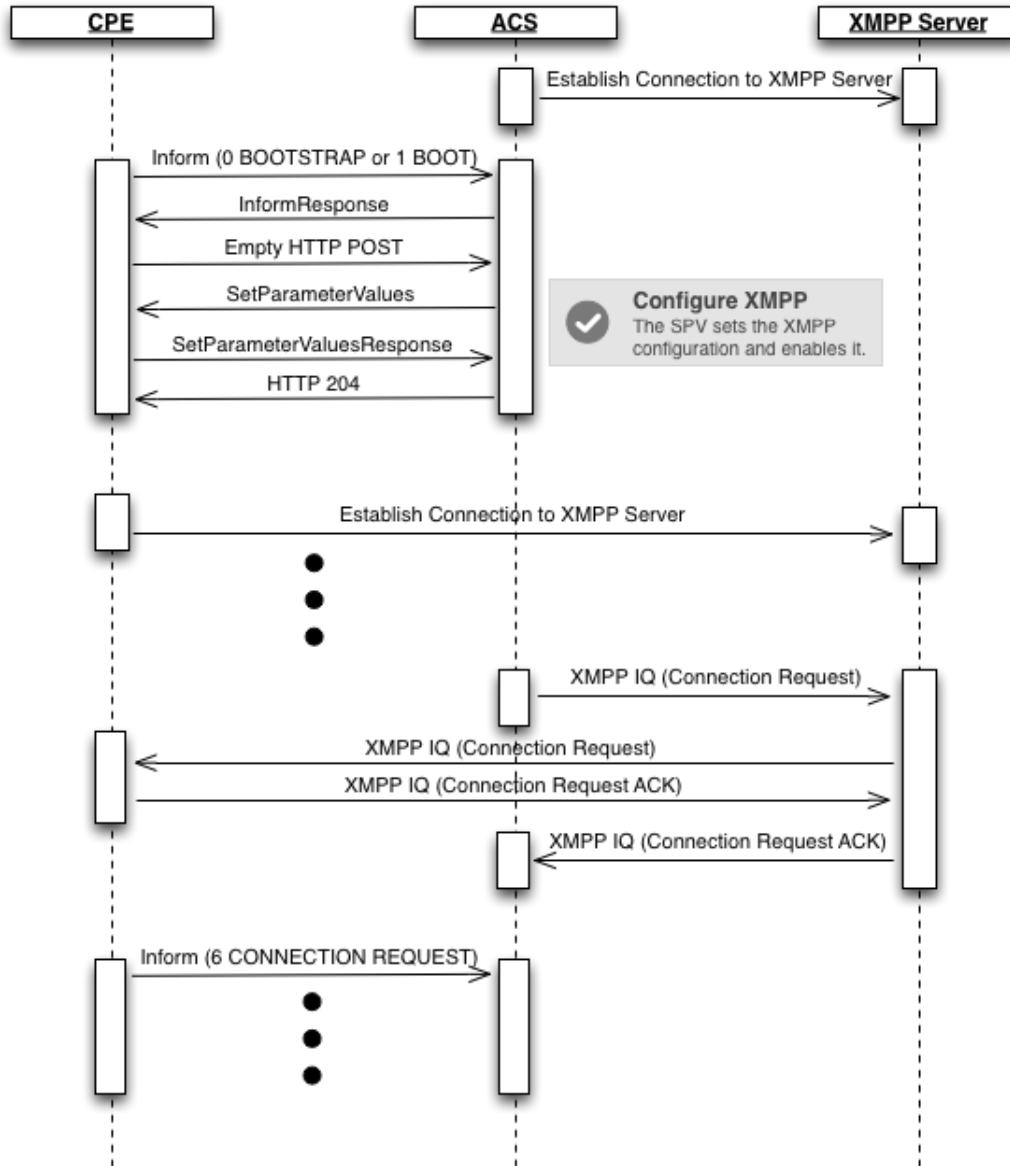 CPE
ACS
XMPP Server
Establish Connection to XMPP Server
Inform (0 BOOTSTRAP or 1 BOOT)
InformResponse
Empty HTTP POST
SetParameterValues
Configure XMPP
The SPV sets the XMPP
configuration and enables it.
SetParameterValuesResponse
HTTP 204
Establish Connection to XMPP Server
XMPP IQ (Connection Request)
XMPP IQ (Connection Request)
XMPP IQ (Connection Request ACK)
XMPP IQ (Connection Request ACK)
Inform (6 CONNECTION REQUEST)